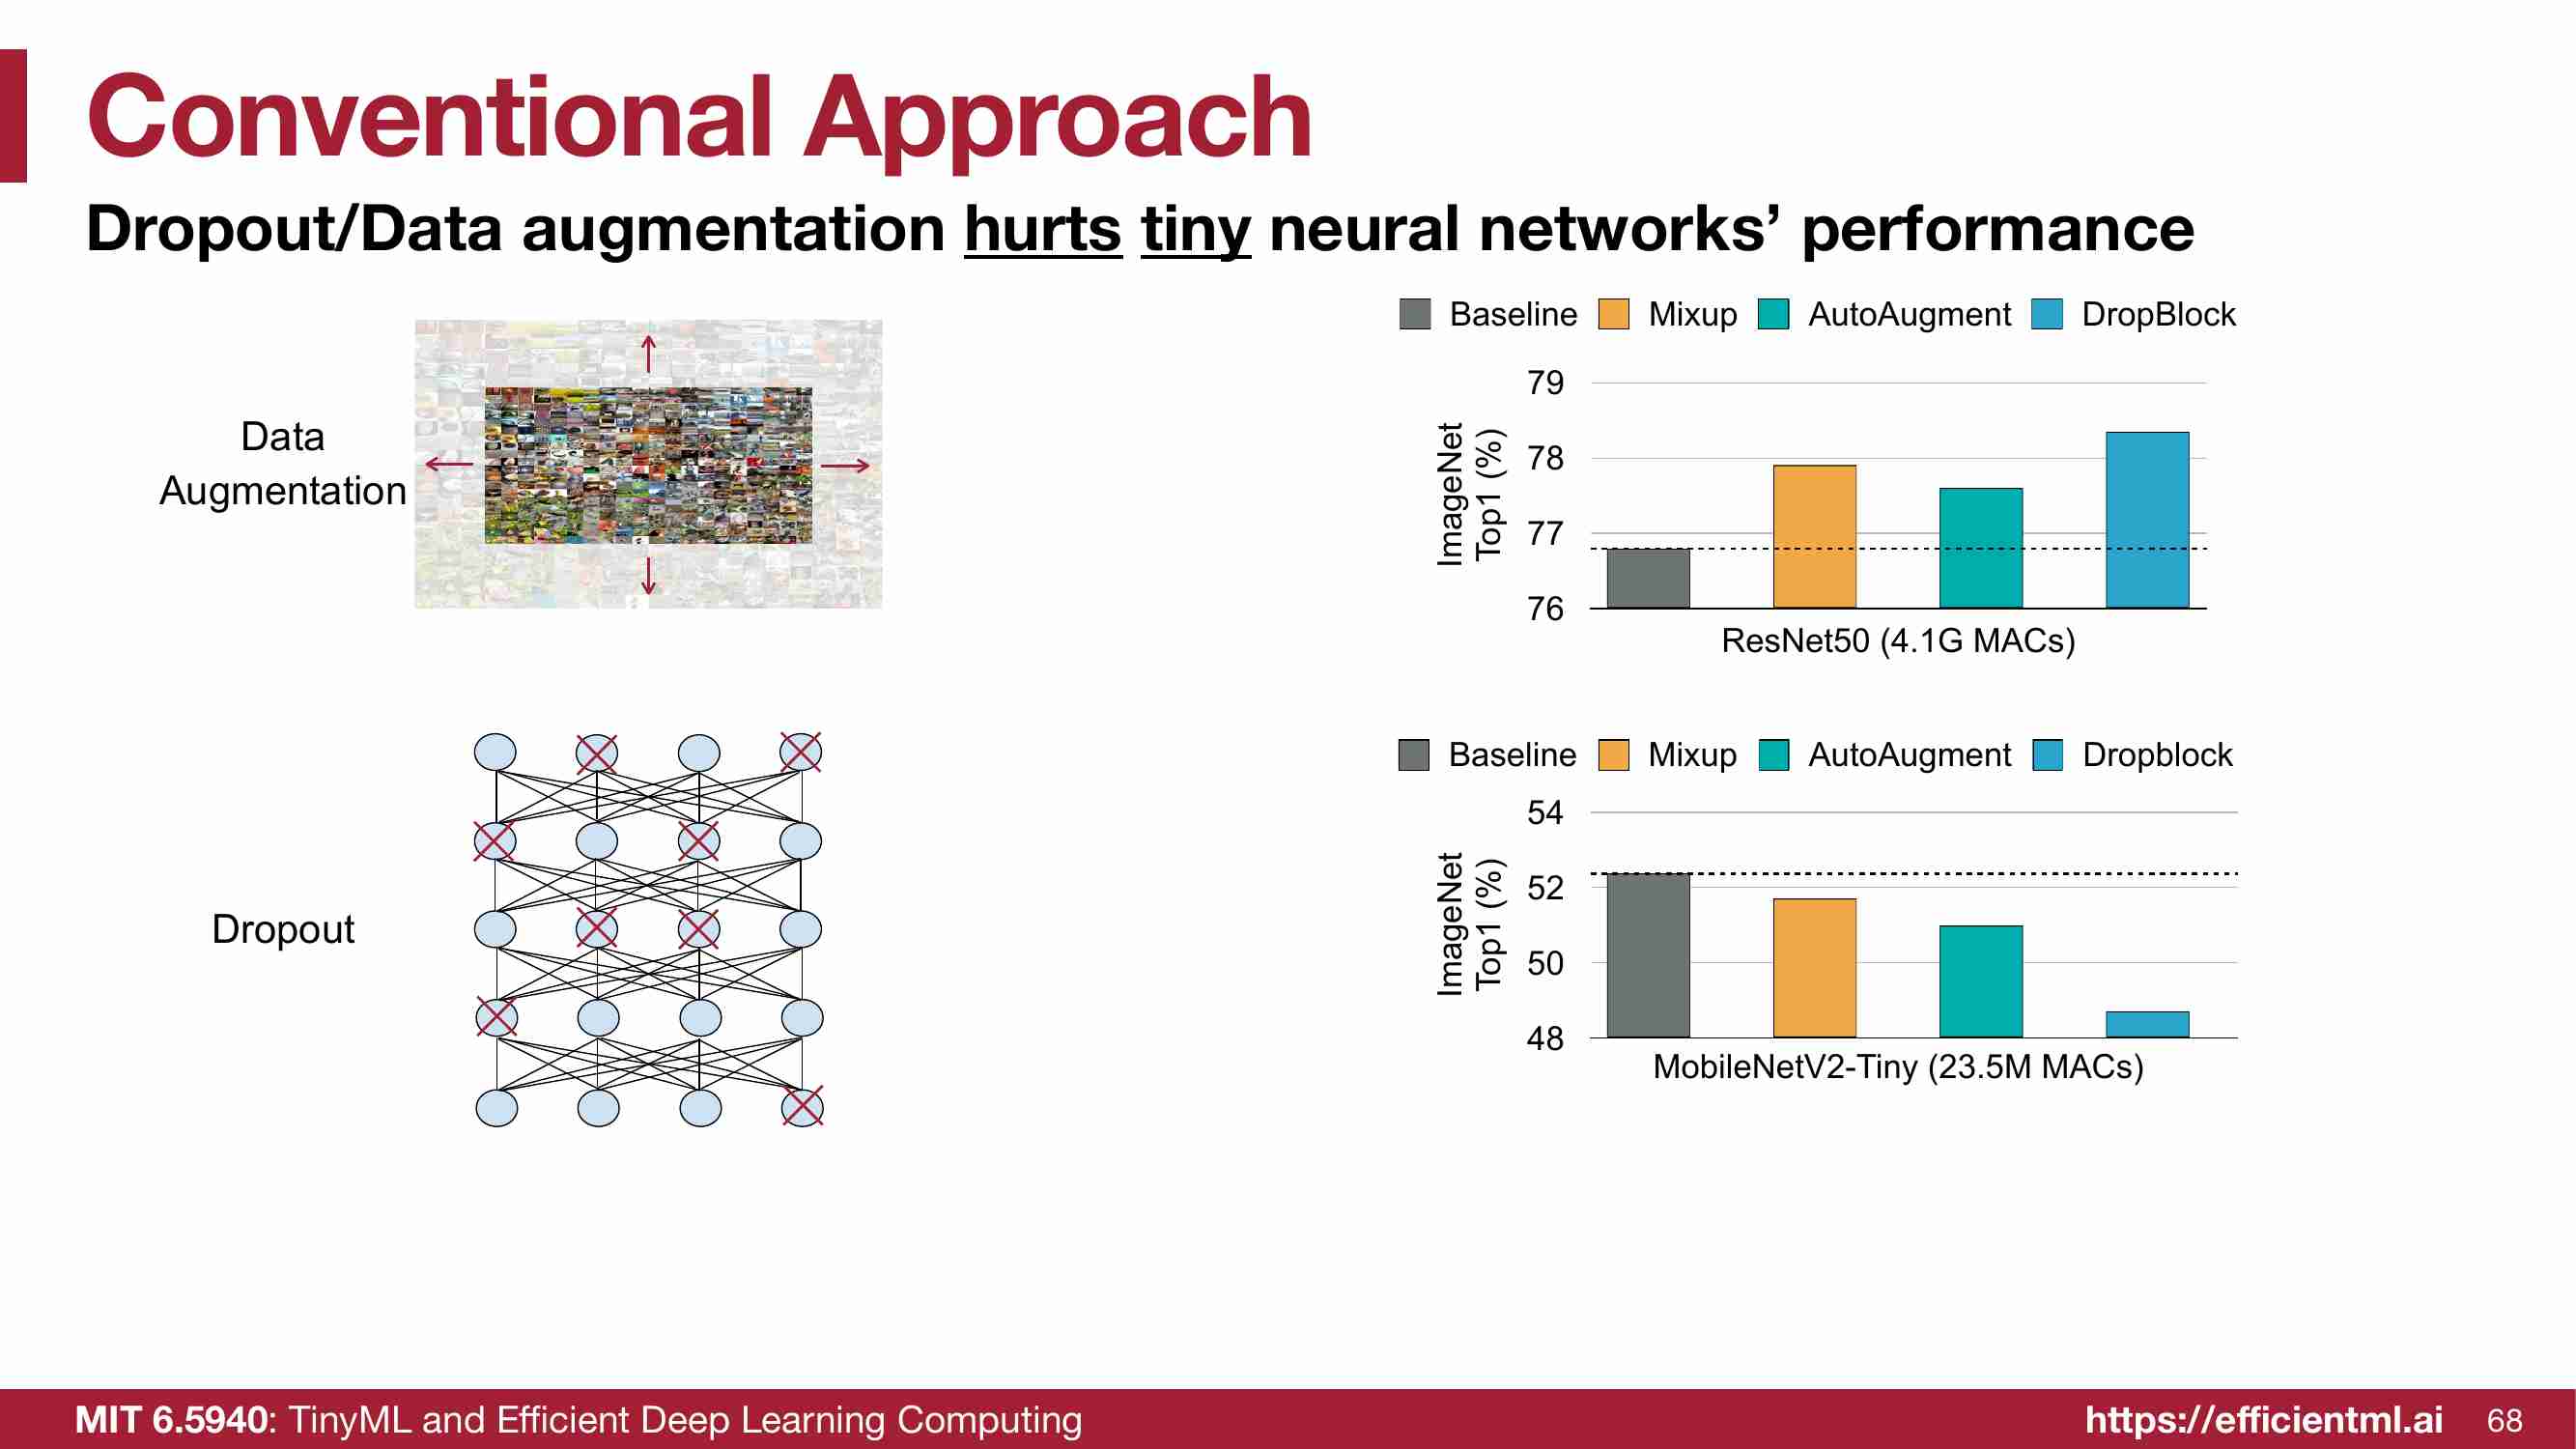 Conventional Approach
Dropout/Data augmentation hurts tiny neural networks’ performance
Data
Augmentation
Dropout
Baseline Mixup AutoAugment DropBlock
ImageNet
Top1 (%)
79
78
77
76
ResNet50 (4.1G MACs)
Baseline Mixup AutoAugment Dropblock
ImageNet
Top1 (%)
54
52
50
48
MobileNetV2-Tiny (23.5M MACs)
MIT 6.5940: TinyML and Efficient Deep Learning Computing
https://efficientml.ai 68